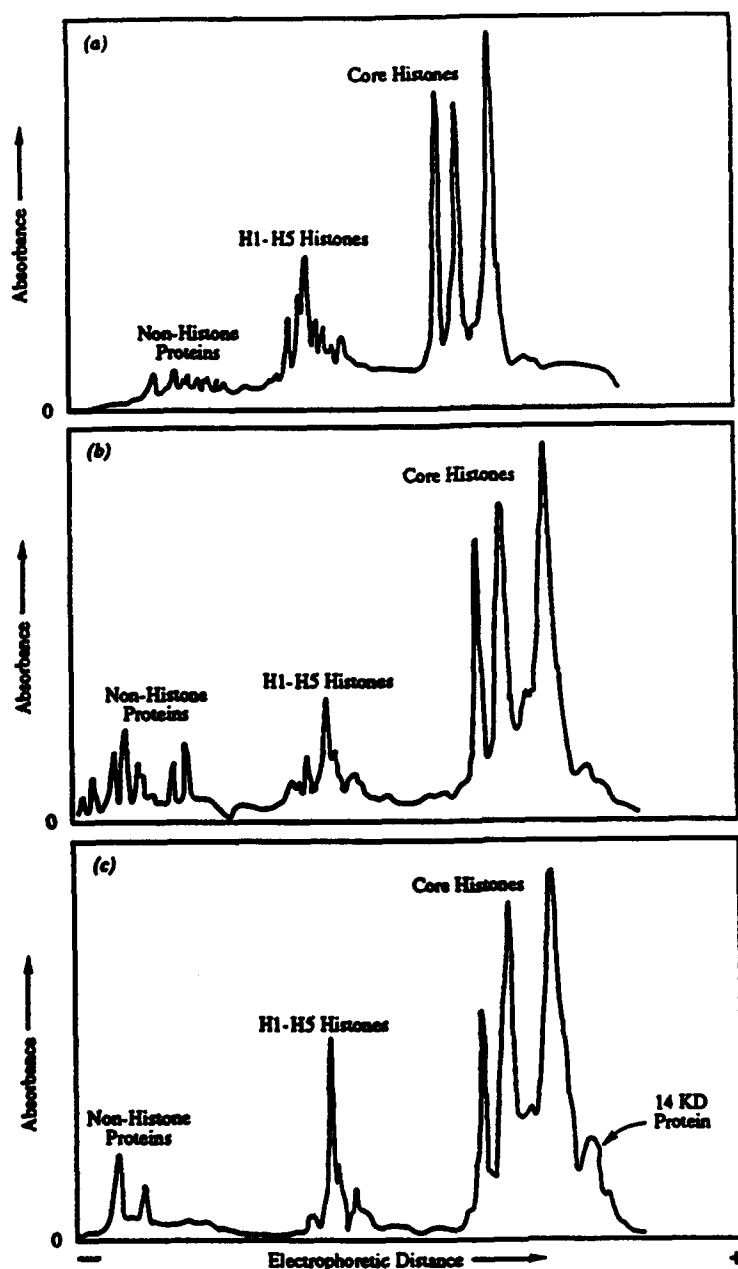 (a)
Core Histones
H1-H5 Histones
Non-Histone
Proteins
Absorbance
0
(b)
Core Histones
H1-H5 Histones
Non-Histone
Proteins
Absorbance
0
(c)
Core Histones
H1-H5 Histones
Non-Histone
Proteins
14 KD
Protein
Absorbance
0
— Electrophoretic Distance +